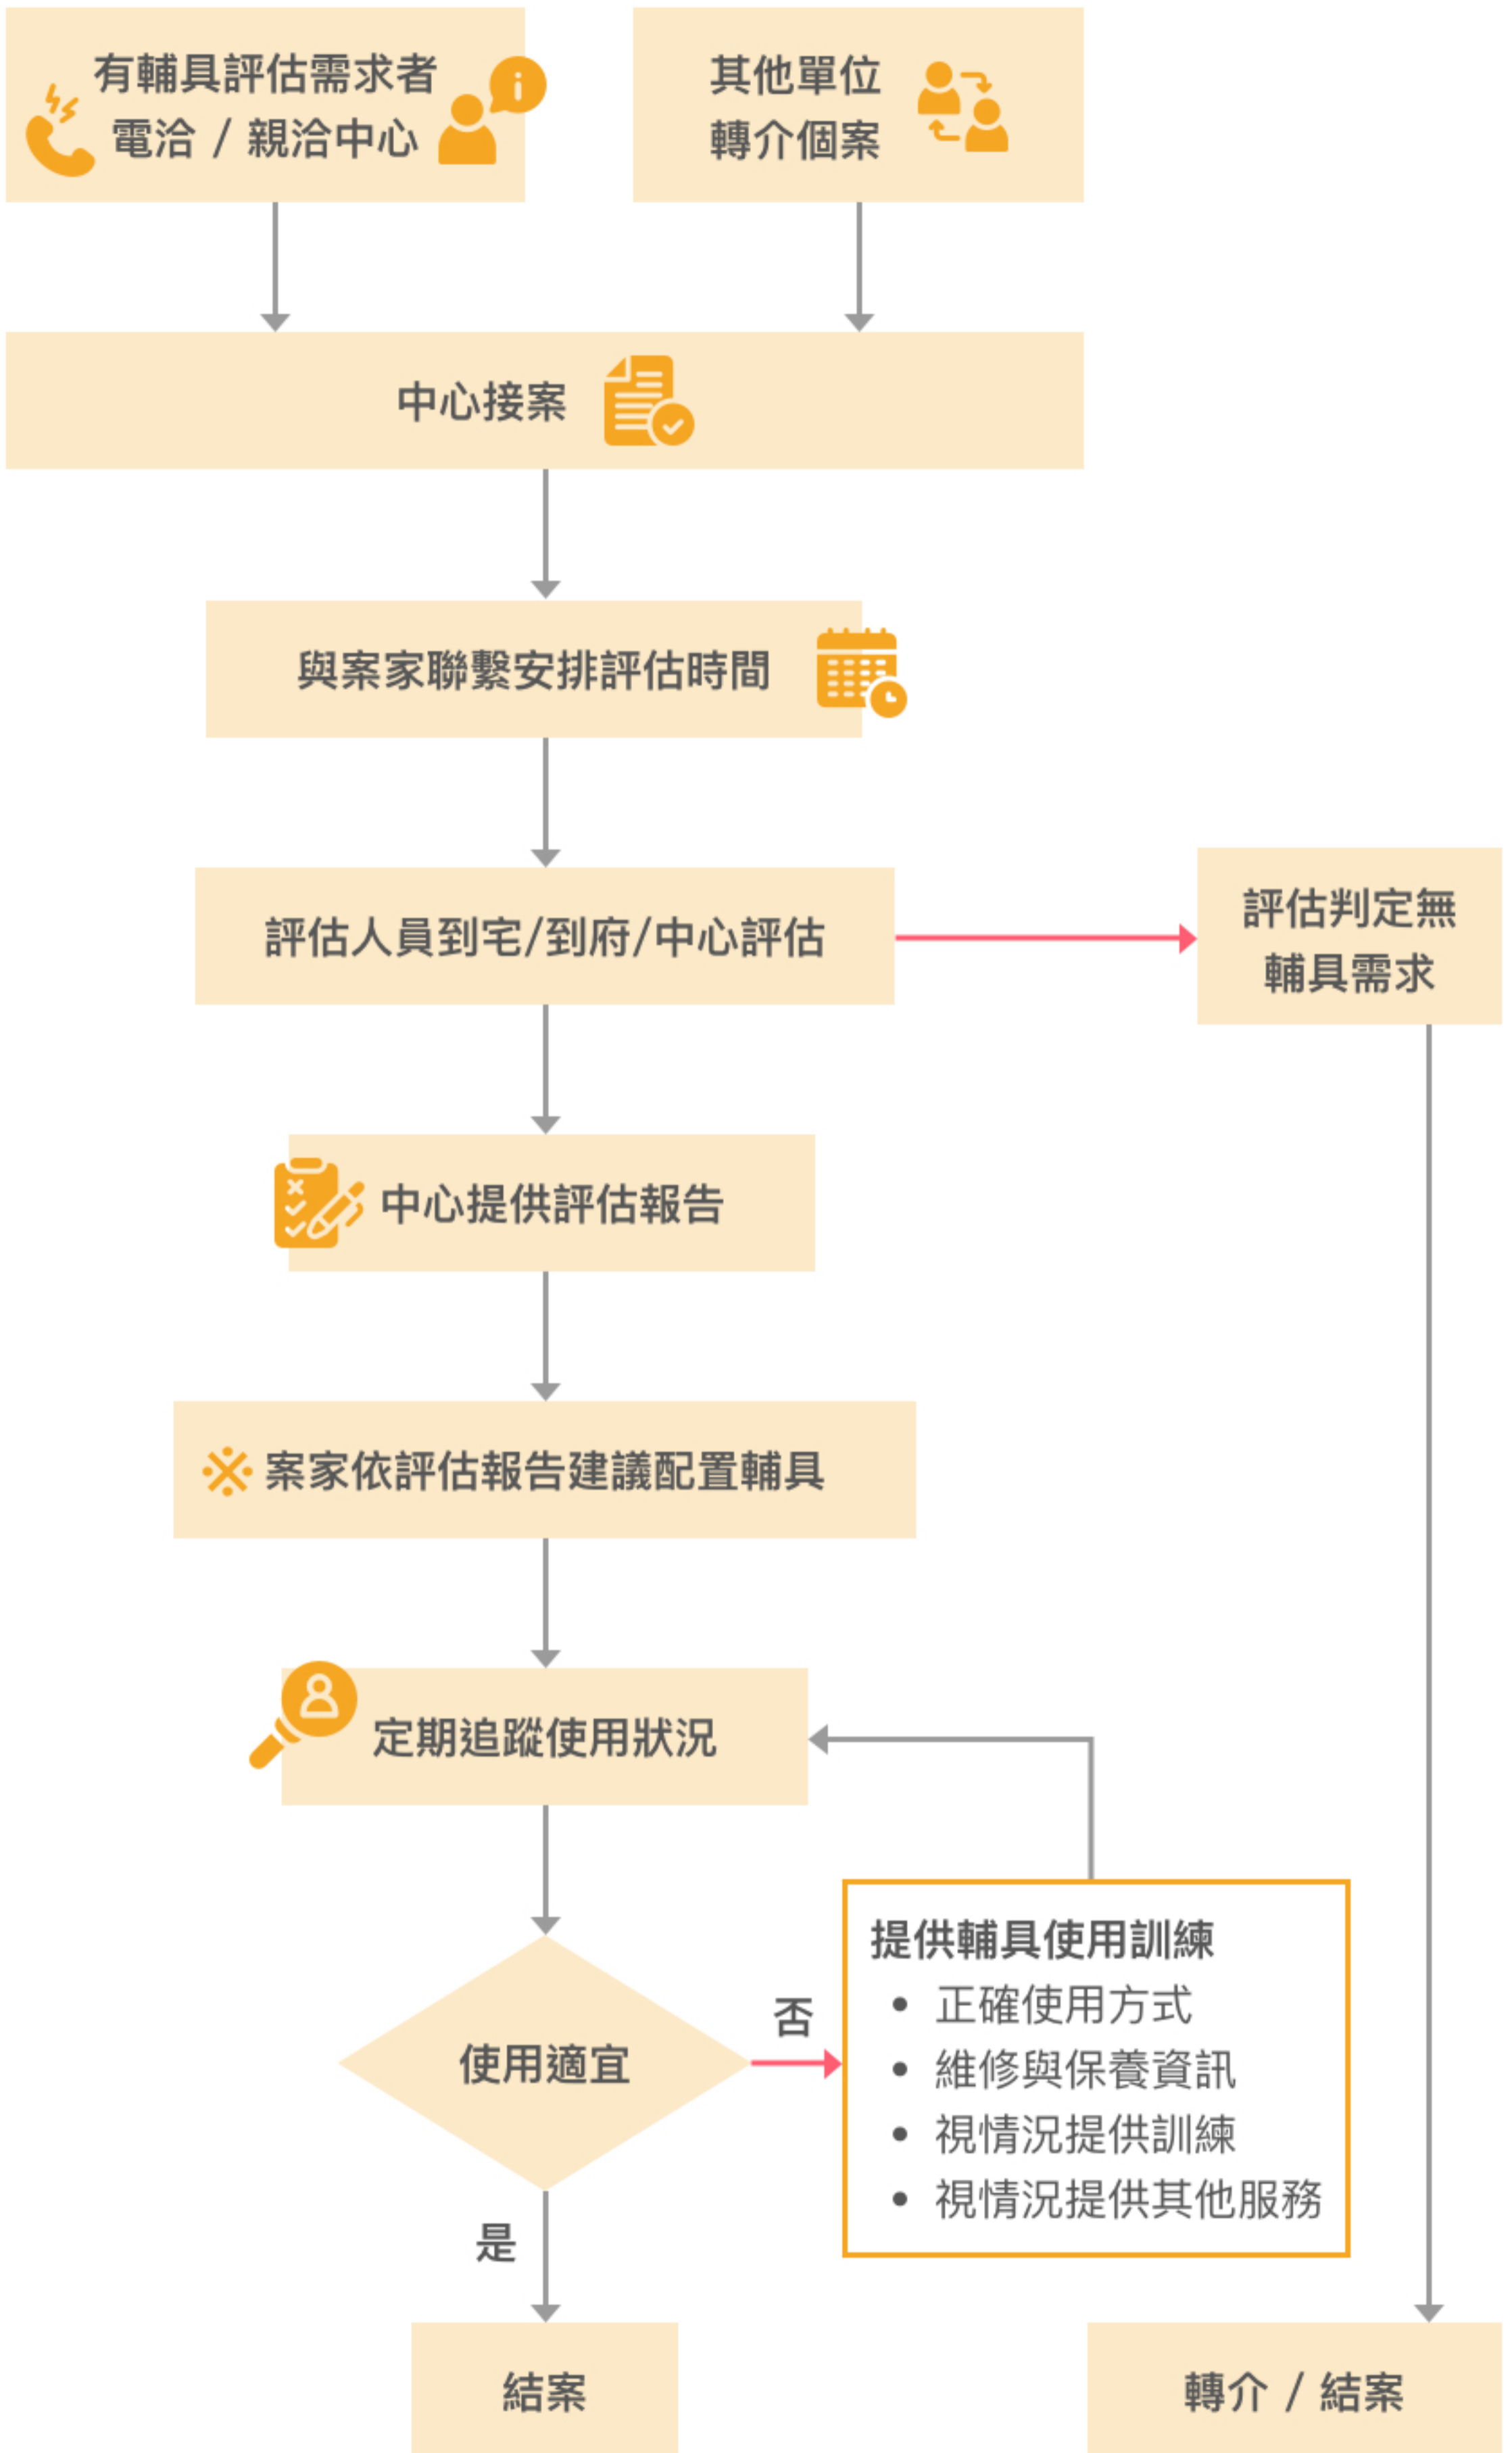 有輔具評估需求者
電洽 / 親洽中心
其他單位
轉介個案
中心接案
與案家聯繫安排評估時間
評估人員到宅/到府/中心評估
評估判定無
輔具需求
中心提供評估報告
※案家依評估報告建議配置輔具
定期追蹤使用狀況
提供輔具使用訓練
• 正確使用方式
• 維修與保養資訊
• 視情況提供訓練
• 視情況提供其他服務
否
使用適宜
是
結案
轉介 / 結案